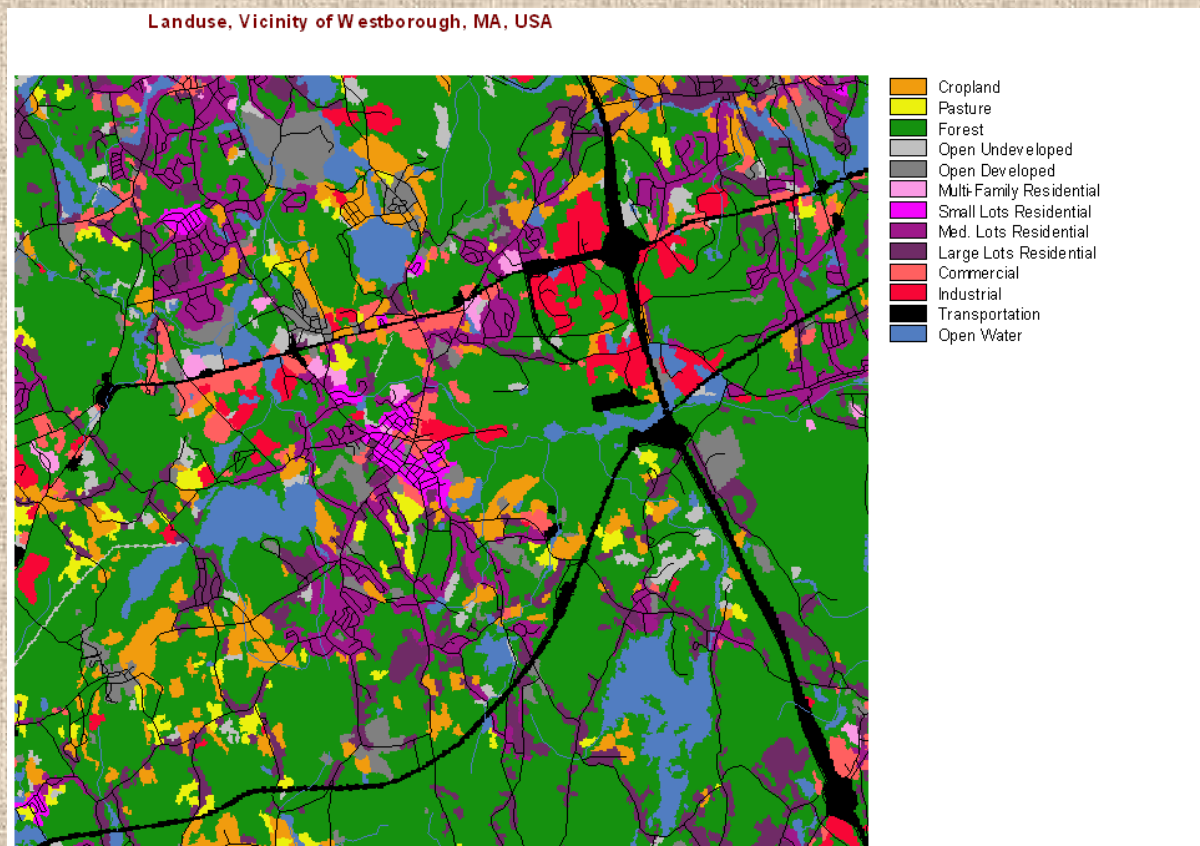 Landuse, Vicinity of Westborough, MA, USA
Cropland
Pasture
Forest
Open Undeveloped
Open Developed
Multi-Family Residential
Small Lots Residential
Med. Lots Residential
Large Lots Residential
Commercial
Industrial
Transportation
Open Water